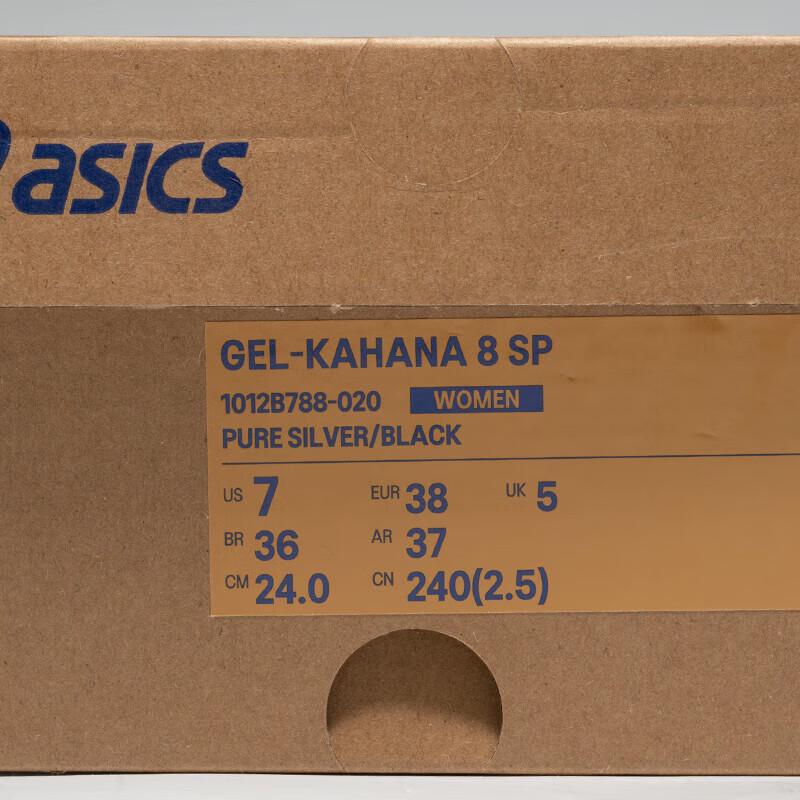 asics
GEL-KAHANA 8 SP
1012B788-020 WOMEN
PURE SILVER/BLACK
US 7 EUR 38 UK 5
BR 36 AR 37
CM 24.0 CN 240(2.5)